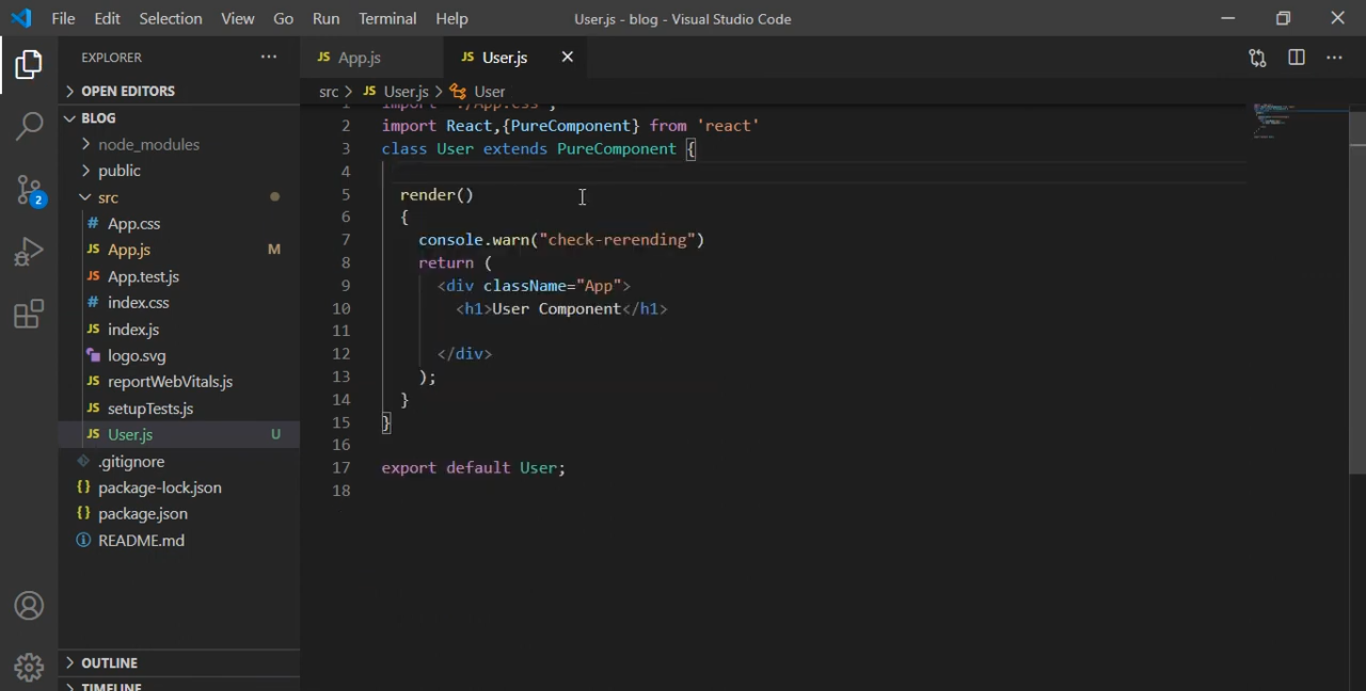 File Edit Selection View Go Run Terminal Help User.js - blog - Visual Studio Code
EXPLORER
OPEN EDITORS
BLOG
node_modules
public
src
# App.css
JS App.js M
JS App.test.js
# index.css
JS index.js
logo.svg
JS reportWebVitals.js
JS setupTests.js
JS User.js U
.gitignore
{} package-lock.json
{} package.json
README.md
OUTLINE
TIMELINE
2
JS App.js JS User.js
src > JS User.js > User
1 import './App.css';
2 import React,{PureComponent} from 'react'
3 class User extends PureComponent {
4
5 render()
6 {
7 console.warn("check-rerending")
8 return (
9 <div className="App">
10 <h1>User Component</h1>
11
12 </div>
13 );
14 }
15 }
16
17 export default User;
18